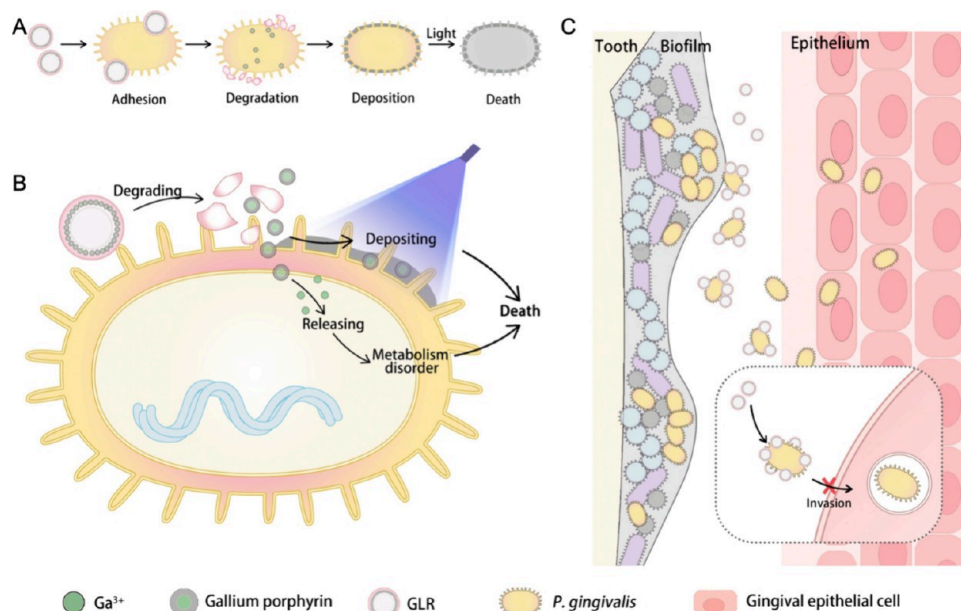 A
Adhesion
Degradation
Deposition
Light
Death
B
Degrading
Depositing
Releasing
Metabolism
disorder
Death
C
Tooth
Biofilm
Epithelium
Invasion
Ga³⁺
Gallium porphyrin
GLR
P. gingivalis
Gingival epithelial cell